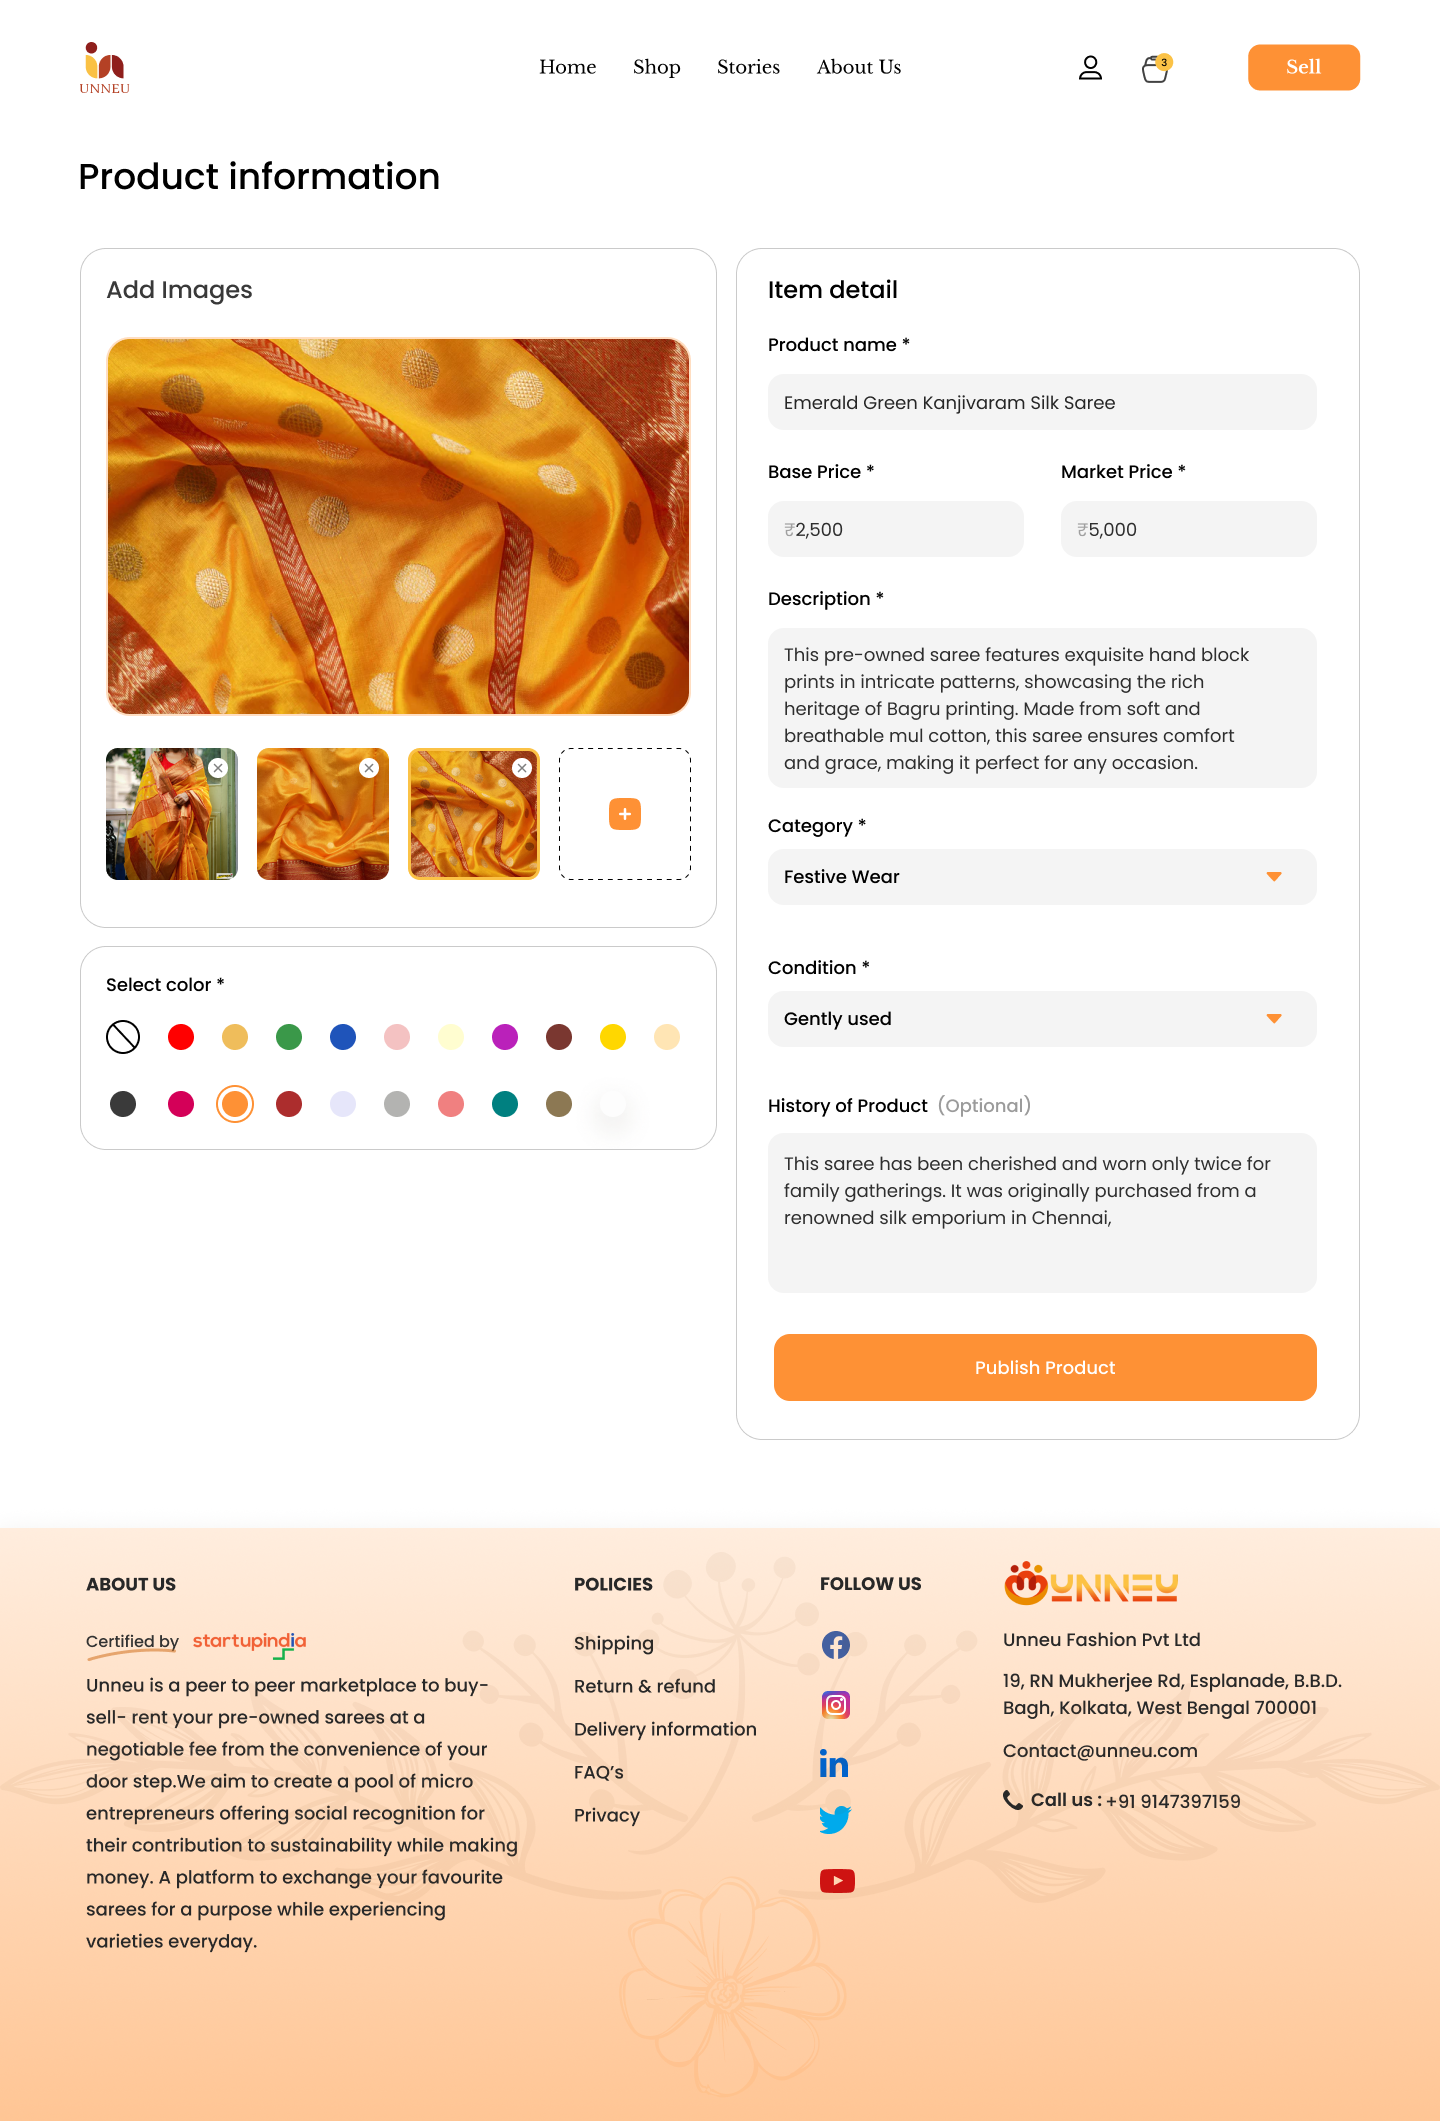 UNNEU
Home
Shop
Stories
About Us
3
Sell
Product information
Add Images
Select color *
Item detail
Product name *
Emerald Green Kanjivaram Silk Saree
Base Price *
Market Price *
₹2,500
₹5,000
Description *
This pre-owned saree features exquisite hand block
prints in intricate patterns, showcasing the rich
heritage of Bagru printing. Made from soft and
breathable mul cotton, this saree ensures comfort
and grace, making it perfect for any occasion.
Category *
Festive Wear
Condition *
Gently used
History of Product (Optional)
This saree has been cherished and worn only twice for
family gatherings. It was originally purchased from a
renowned silk emporium in Chennai,
Publish Product
ABOUT US
Certified by startupindia
Unneu is a peer to peer marketplace to buy-
sell- rent your pre-owned sarees at a
negotiable fee from the convenience of your
door step.We aim to create a pool of micro
entrepreneurs offering social recognition for
their contribution to sustainability while making
money. A platform to exchange your favourite
sarees for a purpose while experiencing
varieties everyday.
POLICIES
Shipping
Return & refund
Delivery information
FAQ's
Privacy
FOLLOW US
UNNEU
Unneu Fashion Pvt Ltd
19, RN Mukherjee Rd, Esplanade, B.B.D.
Bagh, Kolkata, West Bengal 700001
Contact@unneu.com
Call us : +91 9147397159